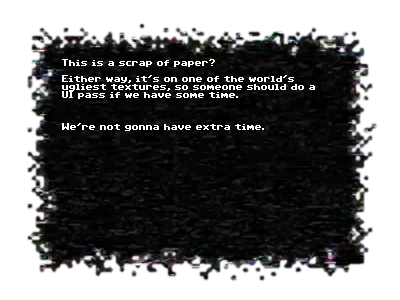 This is a scrap of paper?
Either way, it's on one of the world's
ugliest textures, so someone should do a
UI pass if we have some time.
We're not gonna have extra time.